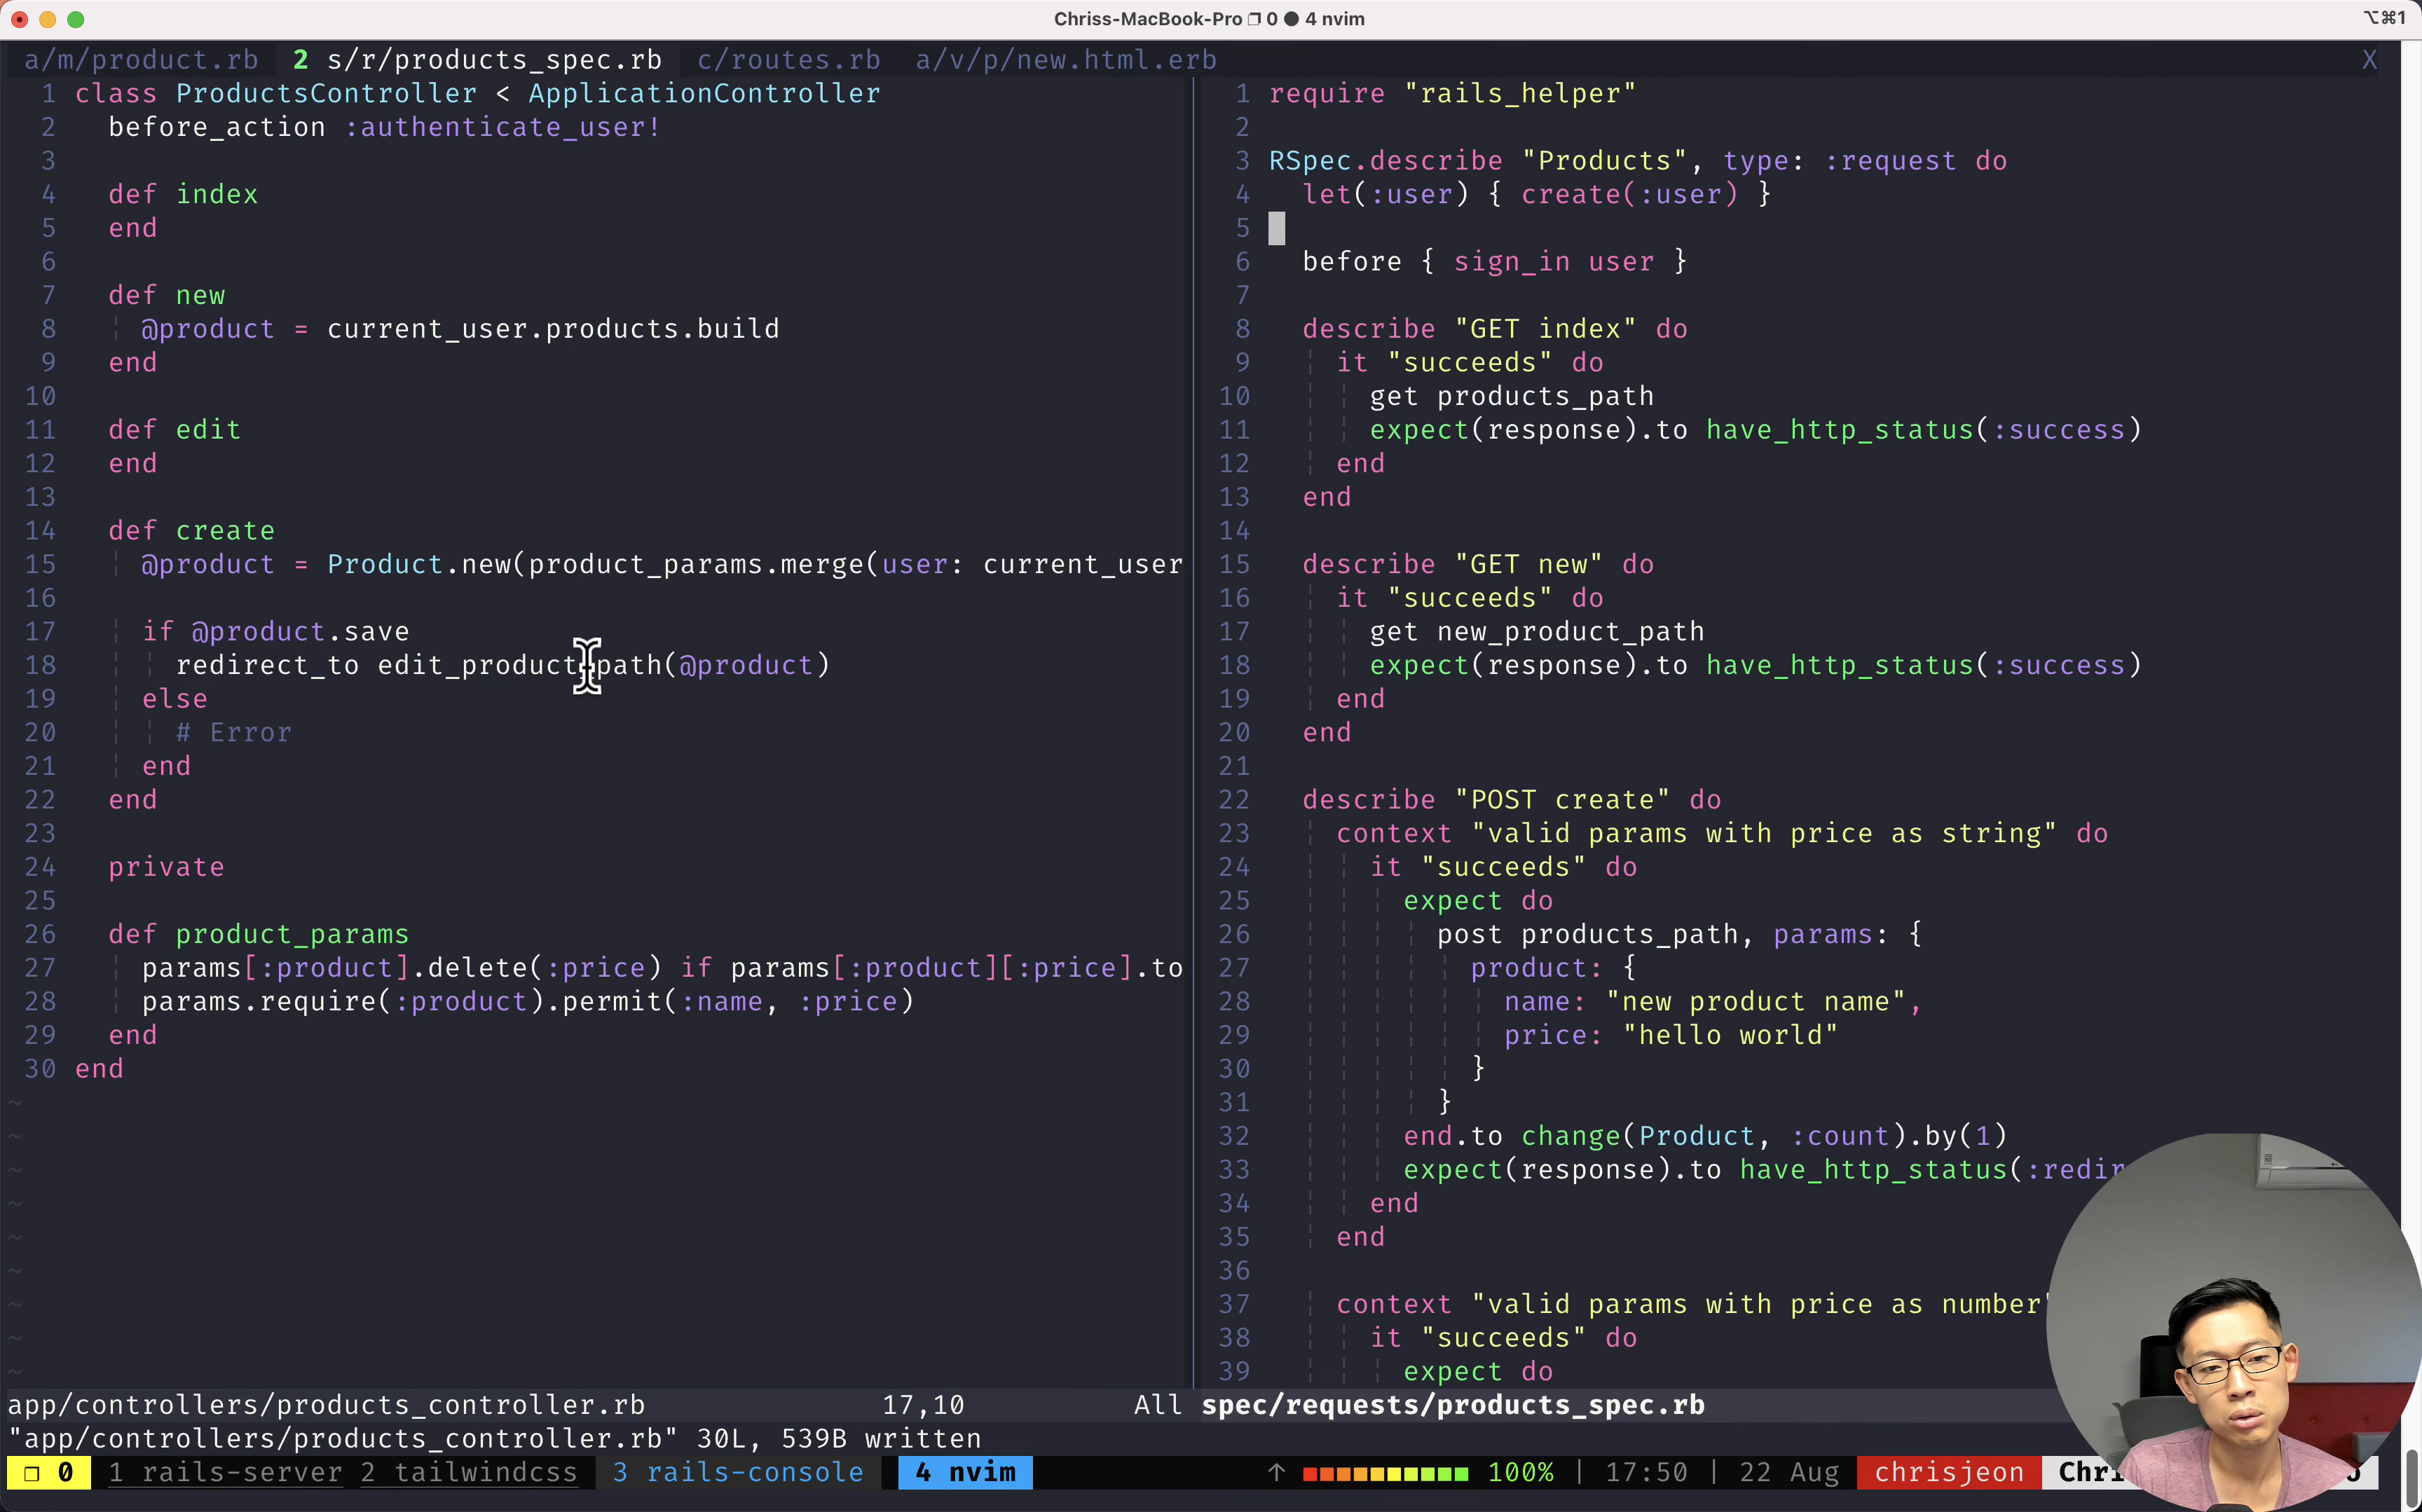 Chriss-MacBook-Pro ❐ 0 ● 4 nvim
⌥⌘1
a/m/product.rb 2 s/r/products_spec.rb c/routes.rb a/v/p/new.html.erb X
1 class ProductsController < ApplicationController
2   before_action :authenticate_user!
3
4   def index
5   end
6
7   def new
8     @product = current_user.products.build
9   end
10
11   def edit
12   end
13
14   def create
15     @product = Product.new(product_params.merge(user: current_user
16
17     if @product.save
18       redirect_to edit_product_path(@product)
19     else
20       # Error
21     end
22   end
23
24   private
25
26   def product_params
27     params[:product].delete(:price) if params[:product][:price].to
28     params.require(:product).permit(:name, :price)
29   end
30 end
~
~
~
~
~
~
~
~
~
app/controllers/products_controller.rb 17,10 All
1 require "rails_helper"
2
3 RSpec.describe "Products", type: :request do
4   let(:user) { create(:user) }
5
6   before { sign_in user }
7
8   describe "GET index" do
9     it "succeeds" do
10       get products_path
11       expect(response).to have_http_status(:success)
12     end
13   end
14
15   describe "GET new" do
16     it "succeeds" do
17       get new_product_path
18       expect(response).to have_http_status(:success)
19     end
20   end
21
22   describe "POST create" do
23     context "valid params with price as string" do
24       it "succeeds" do
25         expect do
26           post products_path, params: {
27             product: {
28               name: "new product name",
29               price: "hello world"
30             }
31           }
32         end.to change(Product, :count).by(1)
33         expect(response).to have_http_status(:redir
34       end
35     end
36
37     context "valid params with price as number"
38       it "succeeds" do
39         expect do
spec/requests/products_spec.rb
"app/controllers/products_controller.rb" 30L, 539B written
❐ 0 1 rails-server 2 tailwindcss 3 rails-console 4 nvim ↑ 100% | 17:50 | 22 Aug chrisjeon